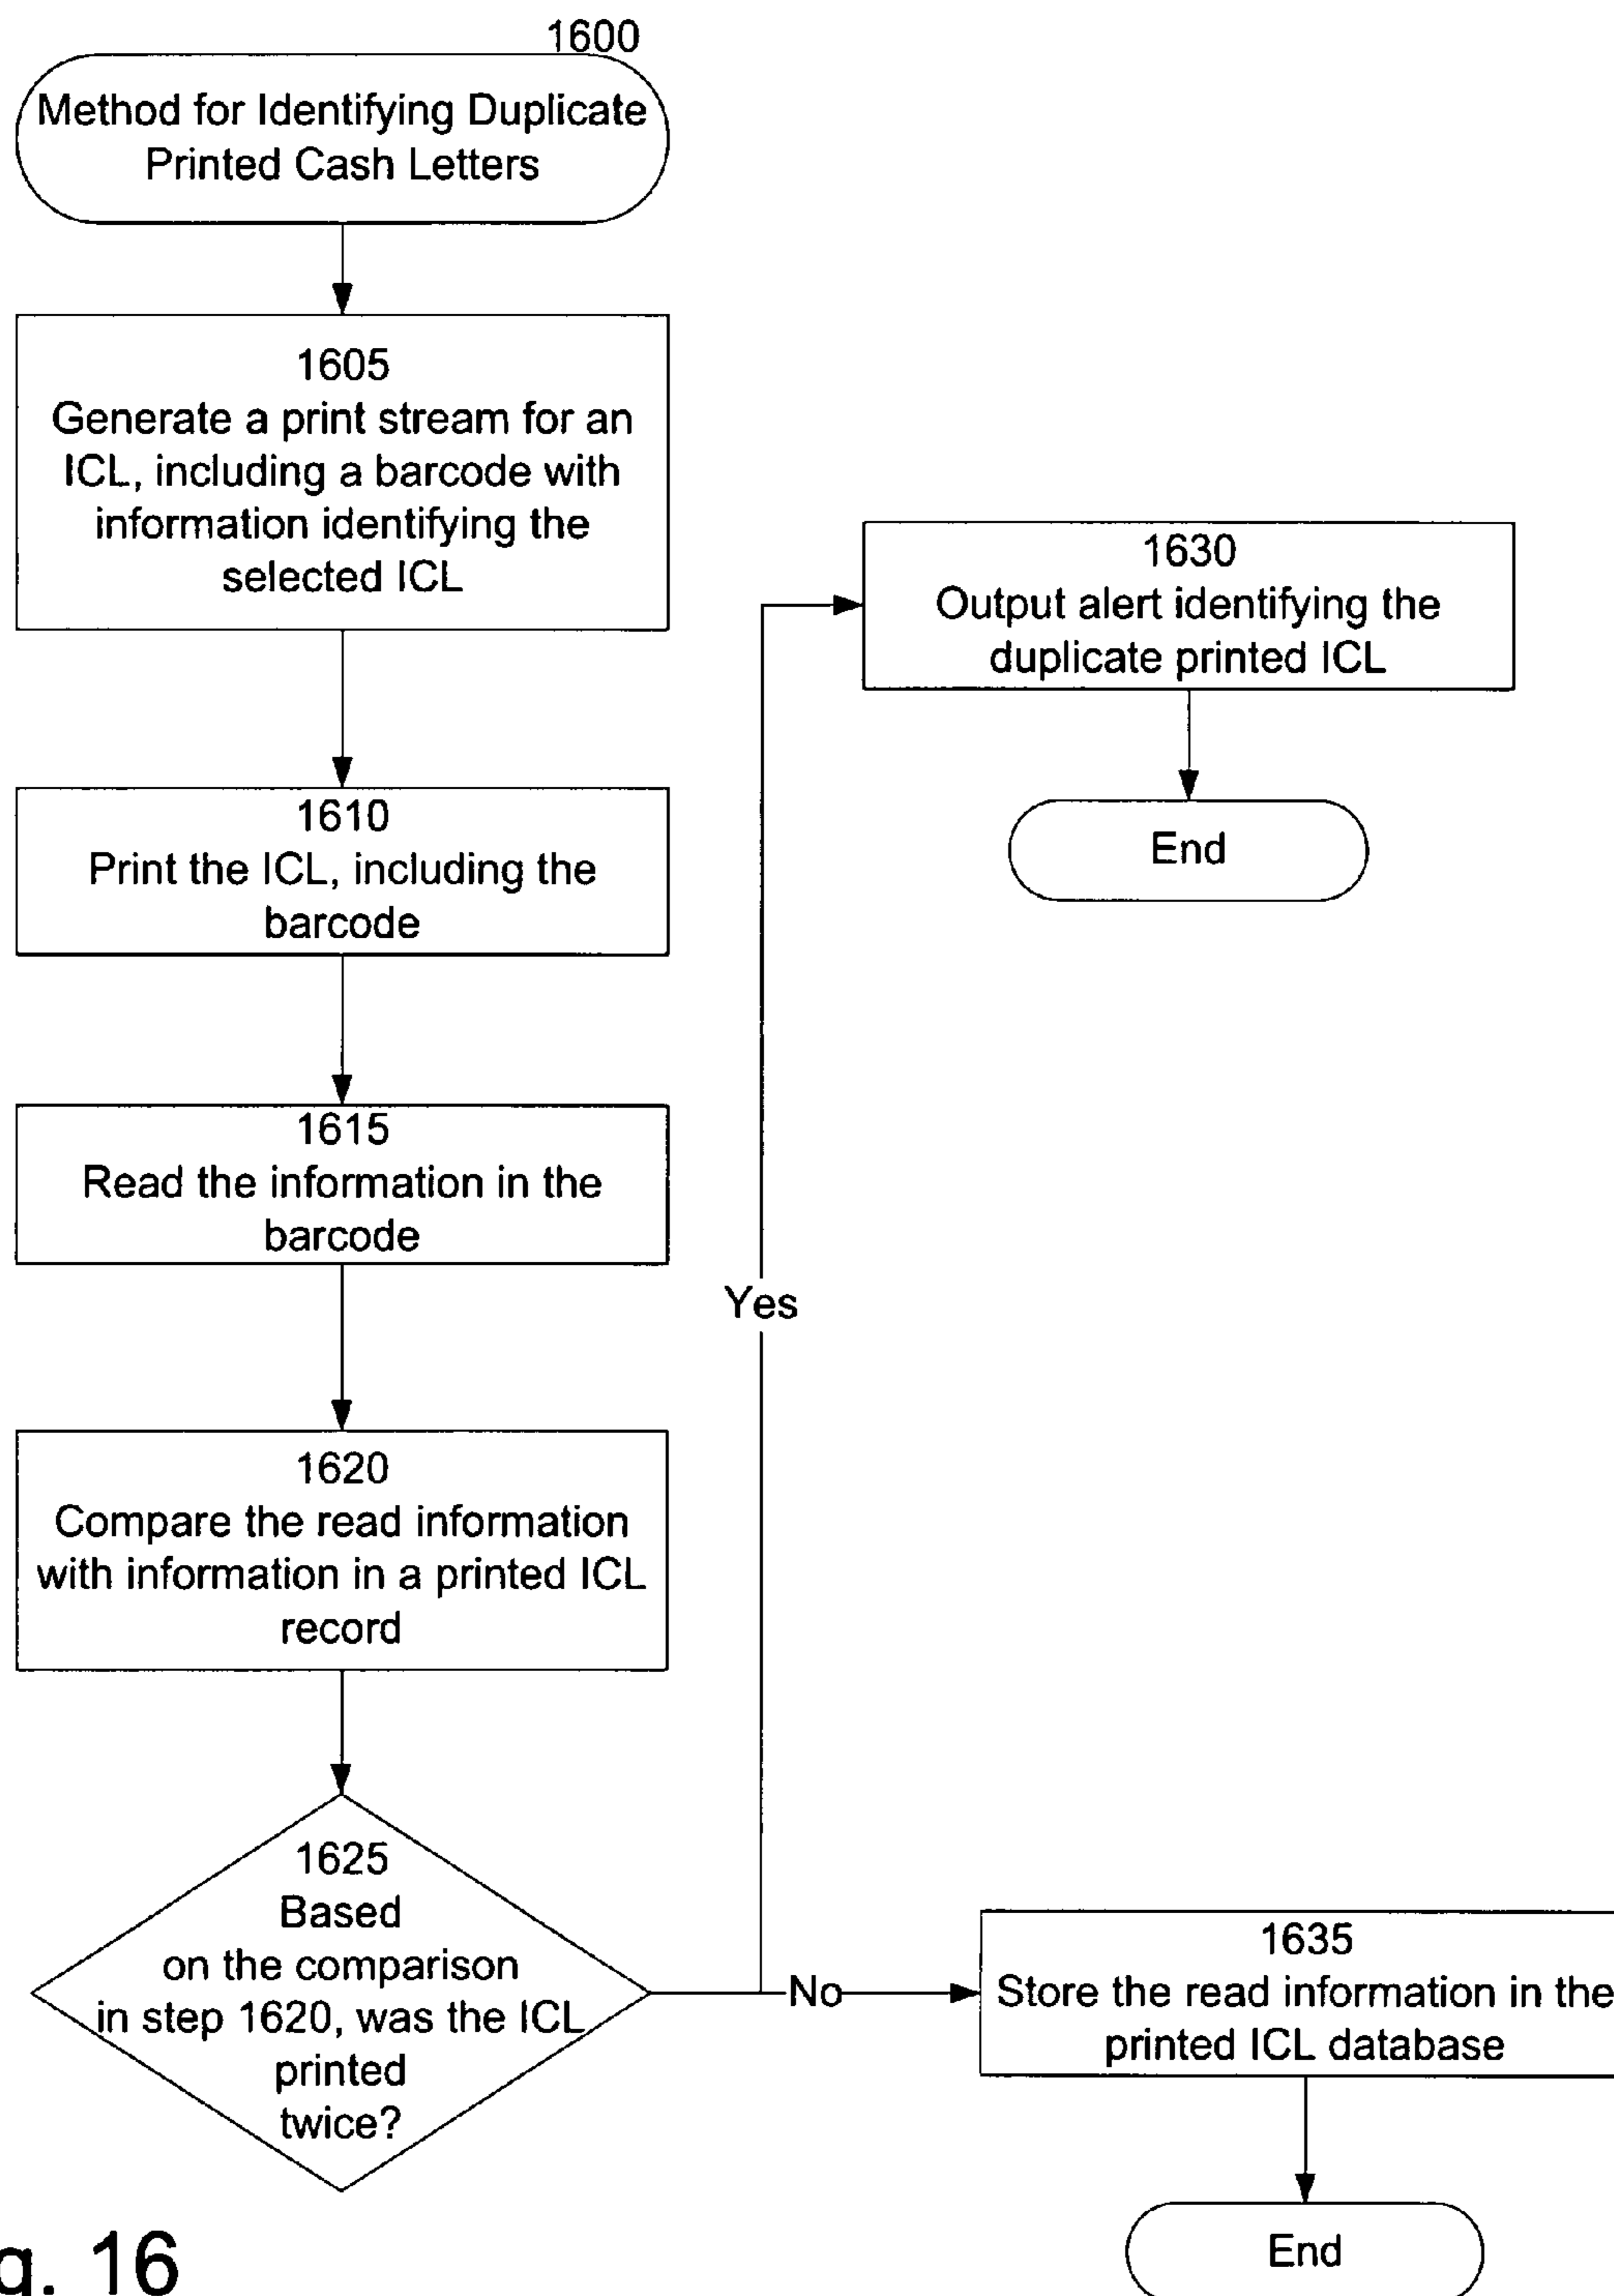 1600
Method for Identifying Duplicate
Printed Cash Letters
1605
Generate a print stream for an
ICL, including a barcode with
information identifying the
selected ICL
1610
Print the ICL, including the
barcode
1615
Read the information in the
barcode
1620
Compare the read information
with information in a printed ICL
record
1625
Based
on the comparison
in step 1620, was the ICL
printed
twice?
Yes
1630
Output alert identifying the
duplicate printed ICL
End
No
1635
Store the read information in the
printed ICL database
End
g. 16